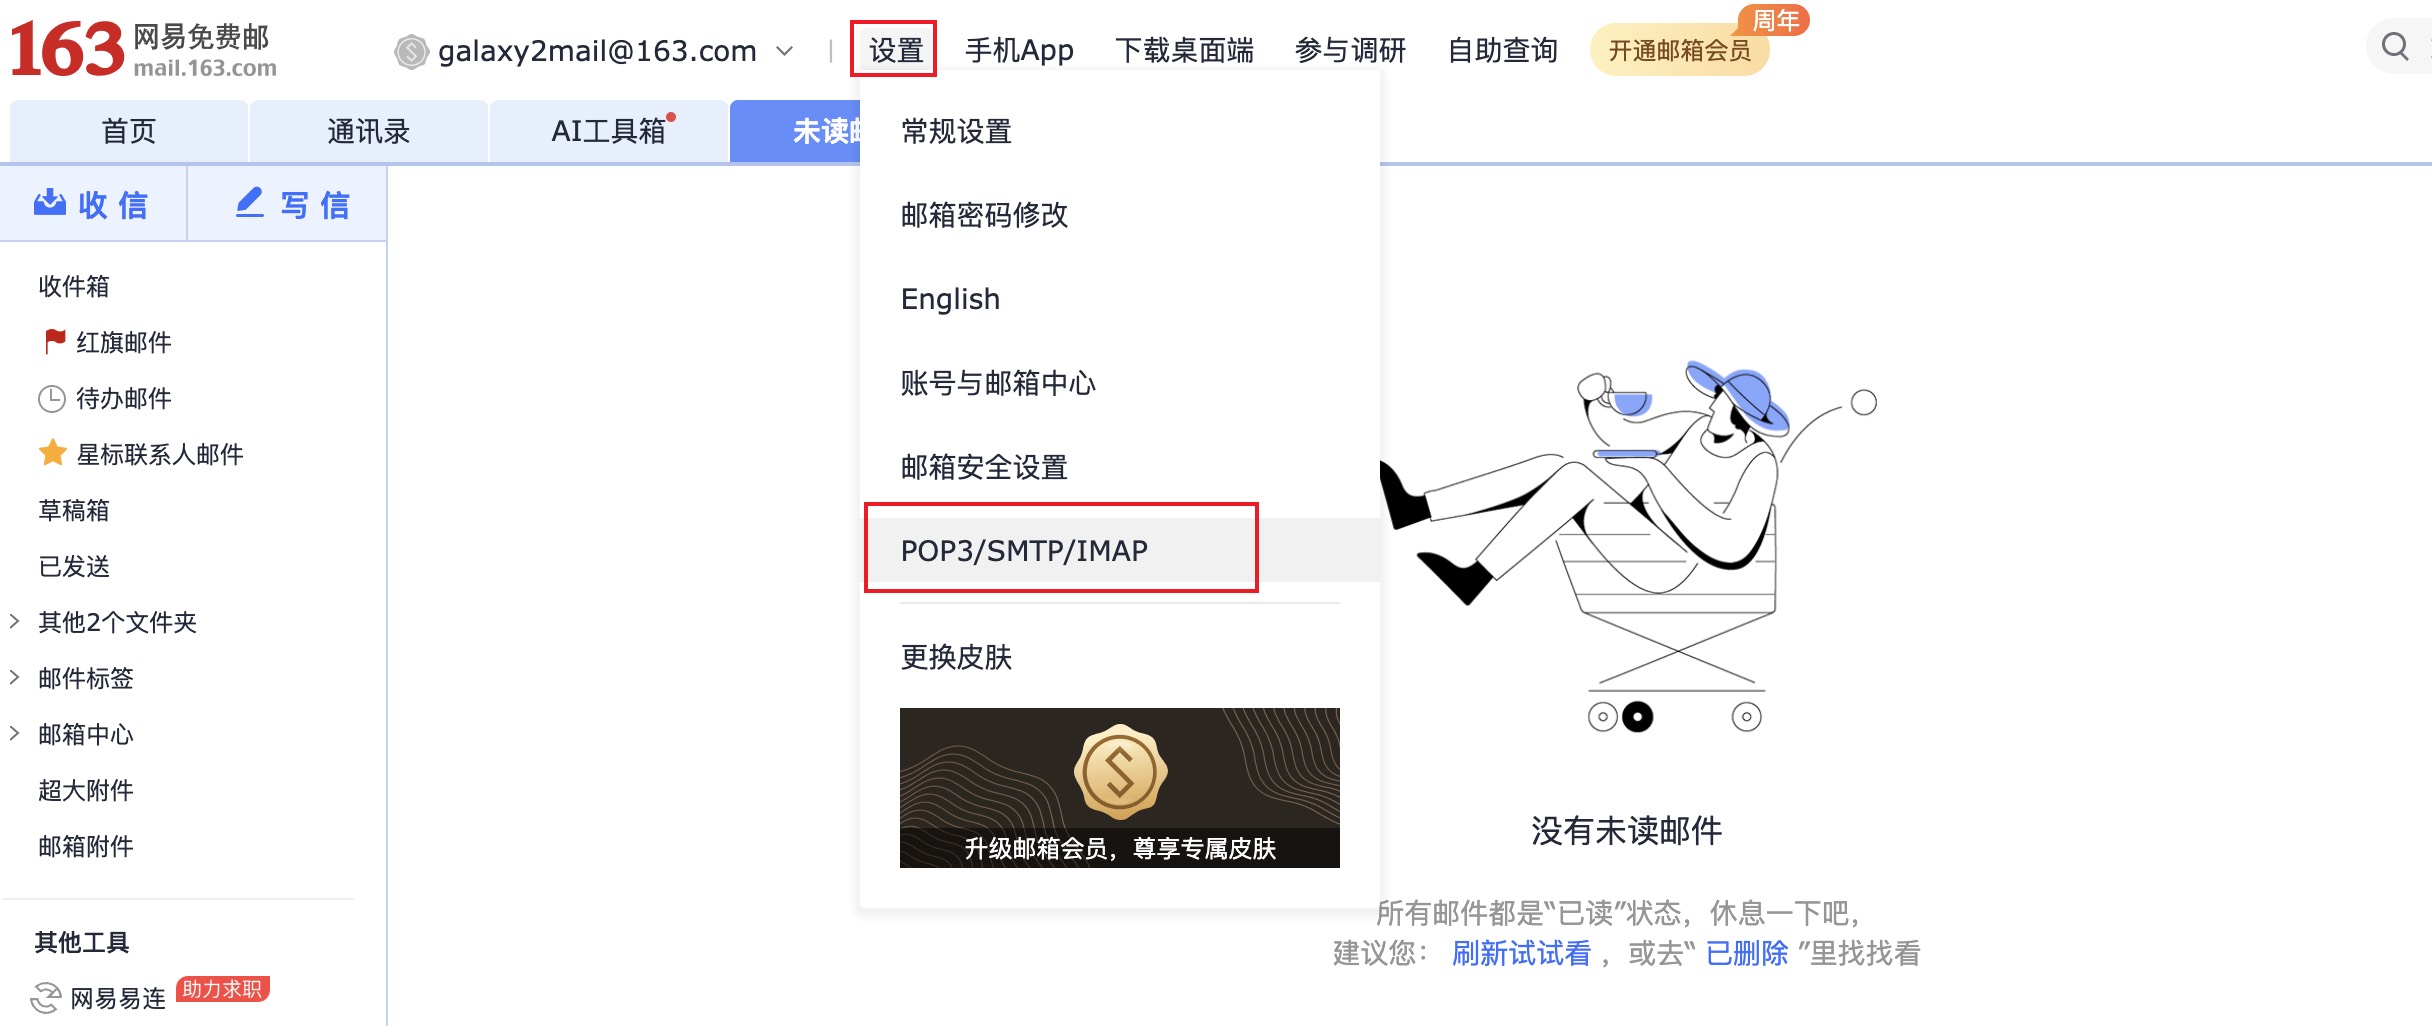 163 网易免费邮
mail.163.com
galaxy2mail@163.com
设置
手机App
下载桌面端
参与调研
自助查询
开通邮箱会员
周年
首页
通讯录
AI工具箱
未读
收信
写信
收件箱
红旗邮件
待办邮件
星标联系人邮件
草稿箱
已发送
其他2个文件夹
邮件标签
邮箱中心
超大附件
邮箱附件
其他工具
网易易连
助力求职
常规设置
邮箱密码修改
English
账号与邮箱中心
邮箱安全设置
POP3/SMTP/IMAP
更换皮肤
升级邮箱会员，尊享专属皮肤
没有未读邮件
所有邮件都是“已读”状态，休息一下吧，
建议您： 刷新试试看 ，或去“ 已删除 ”里找找看